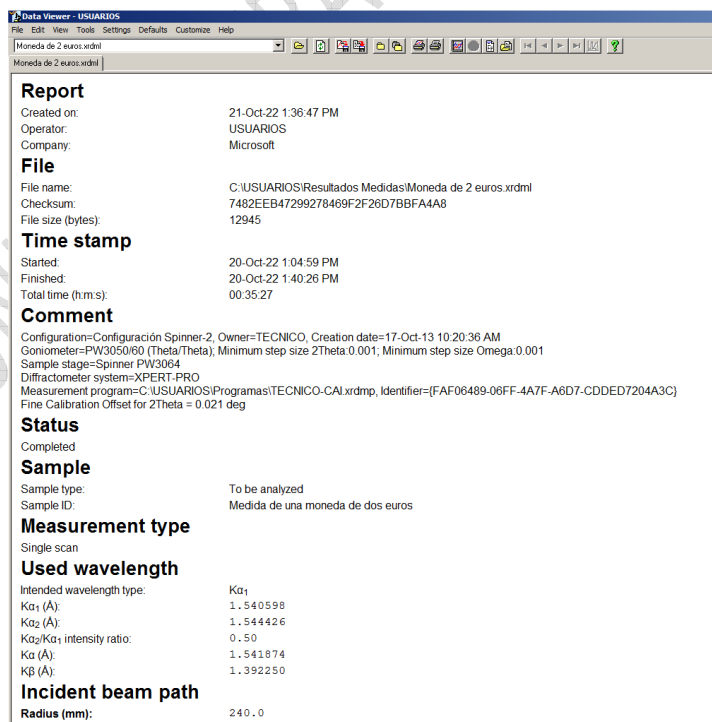 Data Viewer - USUARIOS
File Edit View Tools Settings Defaults Customize Help
Moneda de 2 euros.xrdml
Moneda de 2 euros.xrdml
Report
Created on: 21-Oct-22 1:36:47 PM
Operator: USUARIOS
Company: Microsoft
File
File name: C:\USUARIOS\Resultados Medidas\Moneda de 2 euros.xrdml
Checksum: 7482EEB47299278469F2F26D7BBFA4A8
File size (bytes): 12945
Time stamp
Started: 20-Oct-22 1:04:59 PM
Finished: 20-Oct-22 1:40:26 PM
Total time (h:m:s): 00:35:27
Comment
Configuration=Configuración Spinner-2, Owner=TECNICO, Creation date=17-Oct-13 10:20:36 AM
Goniometer=PW3050/60 (Theta/Theta); Minimum step size 2Theta:0.001; Minimum step size Omega:0.001
Sample stage=Spinner PW3064
Diffractometer system=XPERT-PRO
Measurement program=C:\USUARIOS\Programas\TECNICO-CAI.xrdmp, Identifier={FAF06489-06FF-4A7F-A6D7-CDDED7204A3C}
Fine Calibration Offset for 2Theta = 0.021 deg
Status
Completed
Sample
Sample type: To be analyzed
Sample ID: Medida de una moneda de dos euros
Measurement type
Single scan
Used wavelength
Intended wavelength type: Kα1
Kα1 (Å): 1.540598
Kα2 (Å): 1.544426
Kα2/Kα1 intensity ratio: 0.50
Kα (Å): 1.541874
Kβ (Å): 1.392250
Incident beam path
Radius (mm): 240.0